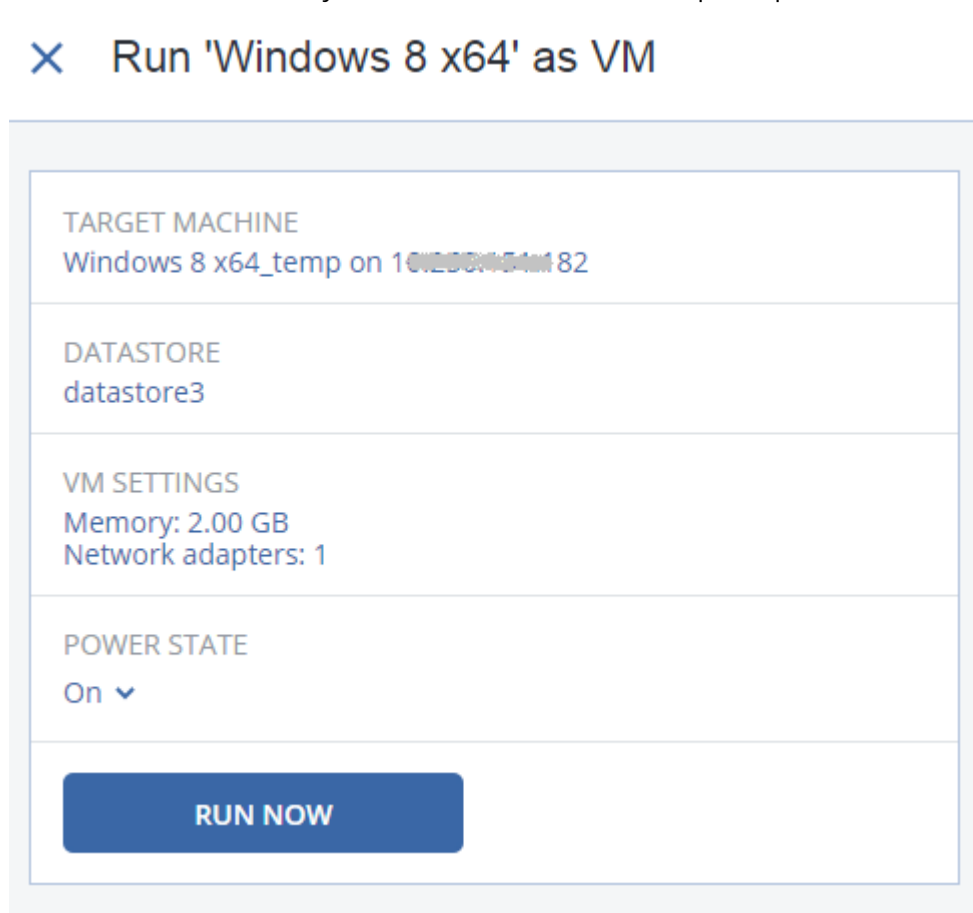 Run 'Windows 8 x64' as VM
TARGET MACHINE
Windows 8 x64_temp on 182
DATASTORE
datastore3
VM SETTINGS
Memory: 2.00 GB
Network adapters: 1
POWER STATE
On
RUN NOW